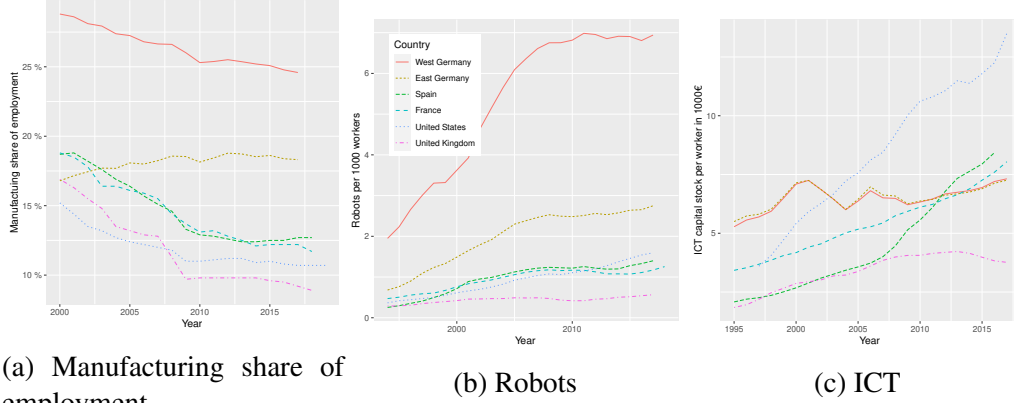 Manufacturing share of employment
25 %
20 %
15 %
10 %
2000
2005
2010
2015
Year
(a) Manufacturing share of
employment
Robots per 1000 workers
6
4
2
0
Country
West Germany
East Germany
Spain
France
United States
United Kingdom
2000
2010
Year
(b) Robots
ICT capital stock per worker in 1000€
10
5
1995
2000
2005
2010
2015
Year
(c) ICT